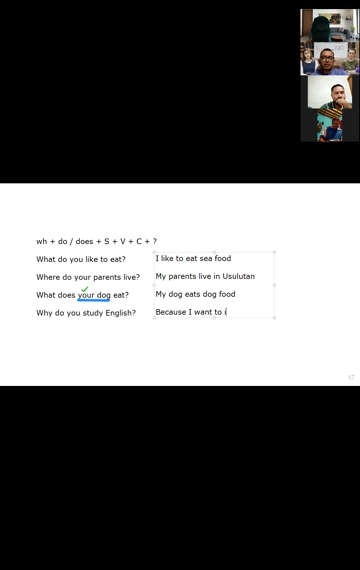 wh + do / does + S + V + C + ?
What do you like to eat? I like to eat sea food
Where do your parents live? My parents live in Usulutan
What does your dog eat? My dog eats dog food
Why do you study English? Because I want to i
17